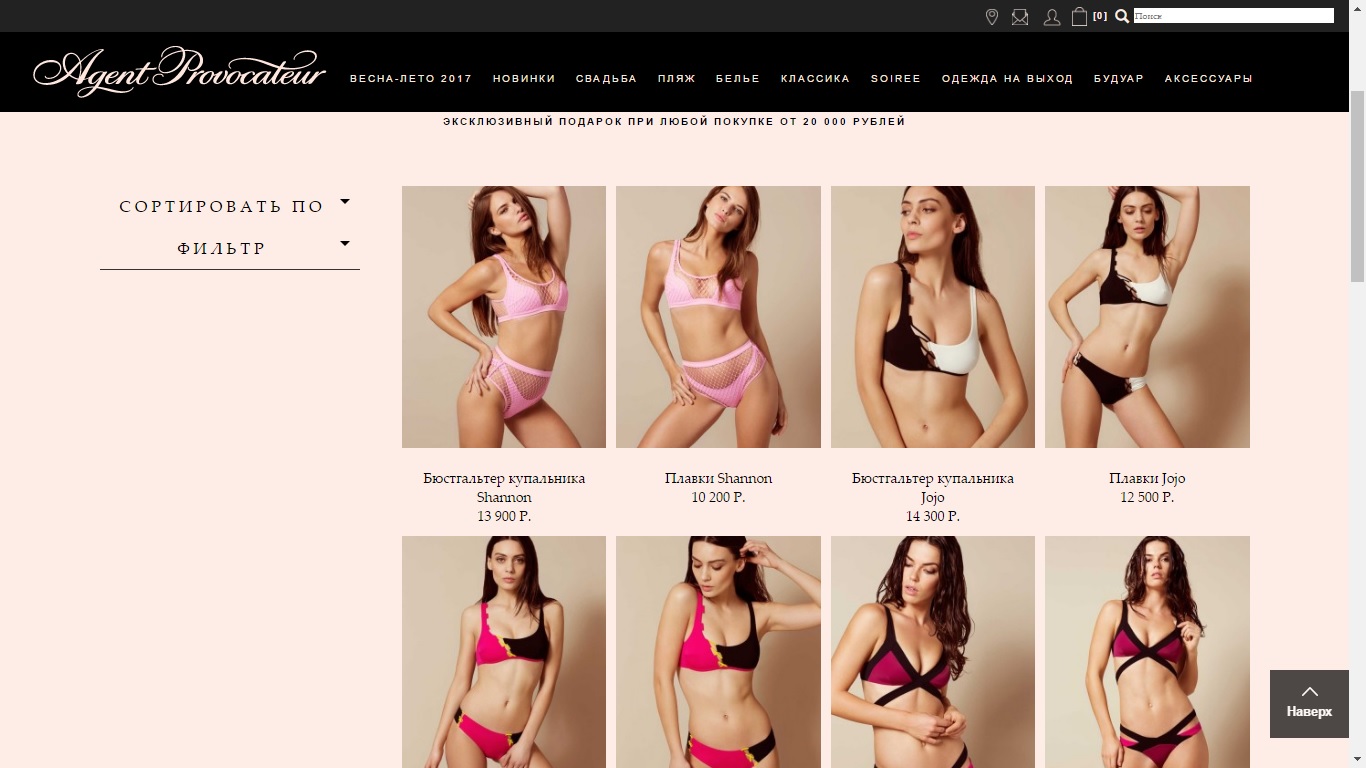 [0] Поиск
Agent Provocateur
ВЕСНА-ЛЕТО 2017 НОВИНКИ СВАДЬБА ПЛЯЖ БЕЛЬЕ КЛАССИКА SOIREE ОДЕЖДА НА ВЫХОД БУДУАР АКСЕССУАРЫ
ЭКСКЛЮЗИВНЫЙ ПОДАРОК ПРИ ЛЮБОЙ ПОКУПКЕ ОТ 20 000 РУБЛЕЙ
СОРТИРОВАТЬ ПО
ФИЛЬТР
Бюстгальтер купальника
Shannon
13 900 Р.
Плавки Shannon
10 200 Р.
Бюстгальтер купальника
Jojo
14 300 Р.
Плавки Jojo
12 500 Р.
Наверх